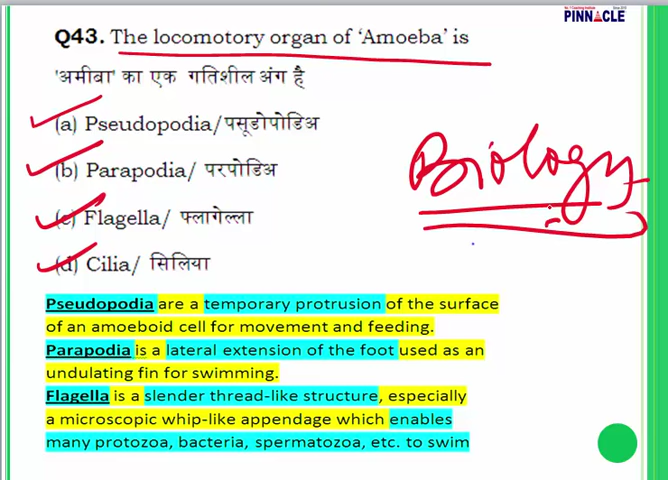 PINNACLE
Q43. The locomotory organ of ‘Amoeba’ is
'अमीबा' का एक गतिशील अंग है
(a) Pseudopodia/पसूडोपोडिअ
(b) Parapodia/ परपोडिअ
(c) Flagella/ फ्लागेल्ला
(d) Cilia/ सिलिया
Biology
Pseudopodia are a temporary protrusion of the surface
of an amoeboid cell for movement and feeding.
Parapodia is a lateral extension of the foot used as an
undulating fin for swimming.
Flagella is a slender thread-like structure, especially
a microscopic whip-like appendage which enables
many protozoa, bacteria, spermatozoa, etc. to swim